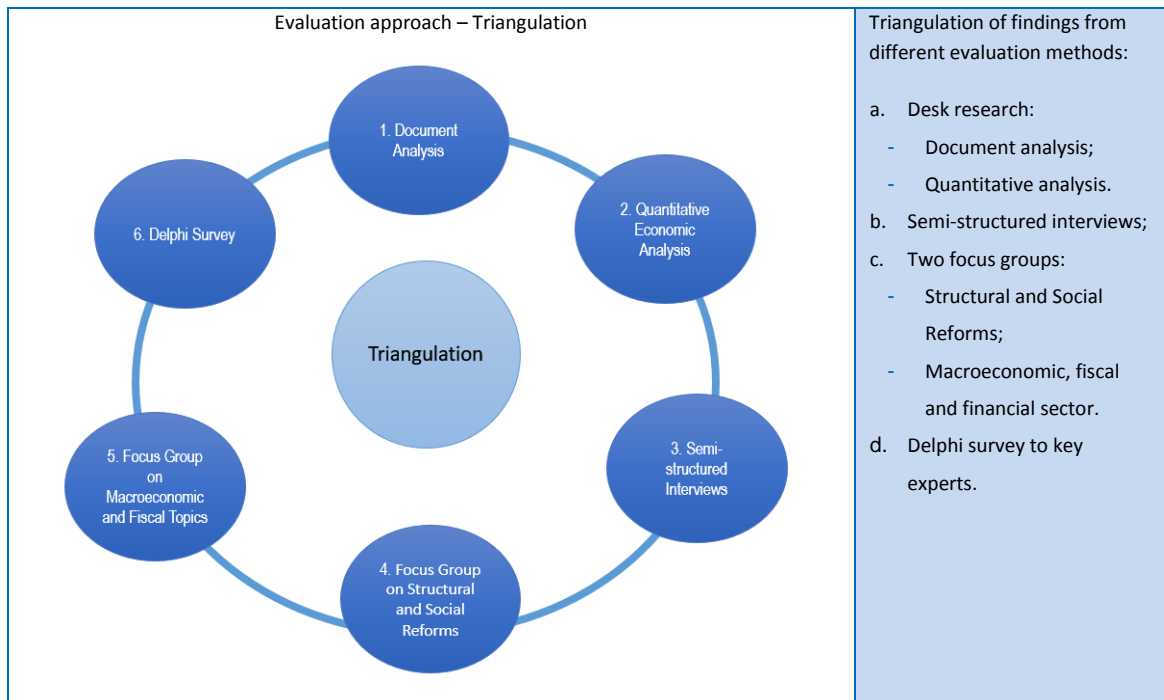 Evaluation approach – Triangulation
1. Document
Analysis
2. Quantitative
Economic
Analysis
3. Semi-
structured
Interviews
4. Focus Group
on Structural
and Social
Reforms
5. Focus Group
on
Macroeconomic
and Fiscal Topics
6. Delphi Survey
Triangulation
Triangulation of findings from
different evaluation methods:
a. Desk research:
- Document analysis;
- Quantitative analysis.
b. Semi-structured interviews;
c. Two focus groups:
- Structural and Social
Reforms;
- Macroeconomic, fiscal
and financial sector.
d. Delphi survey to key
experts.